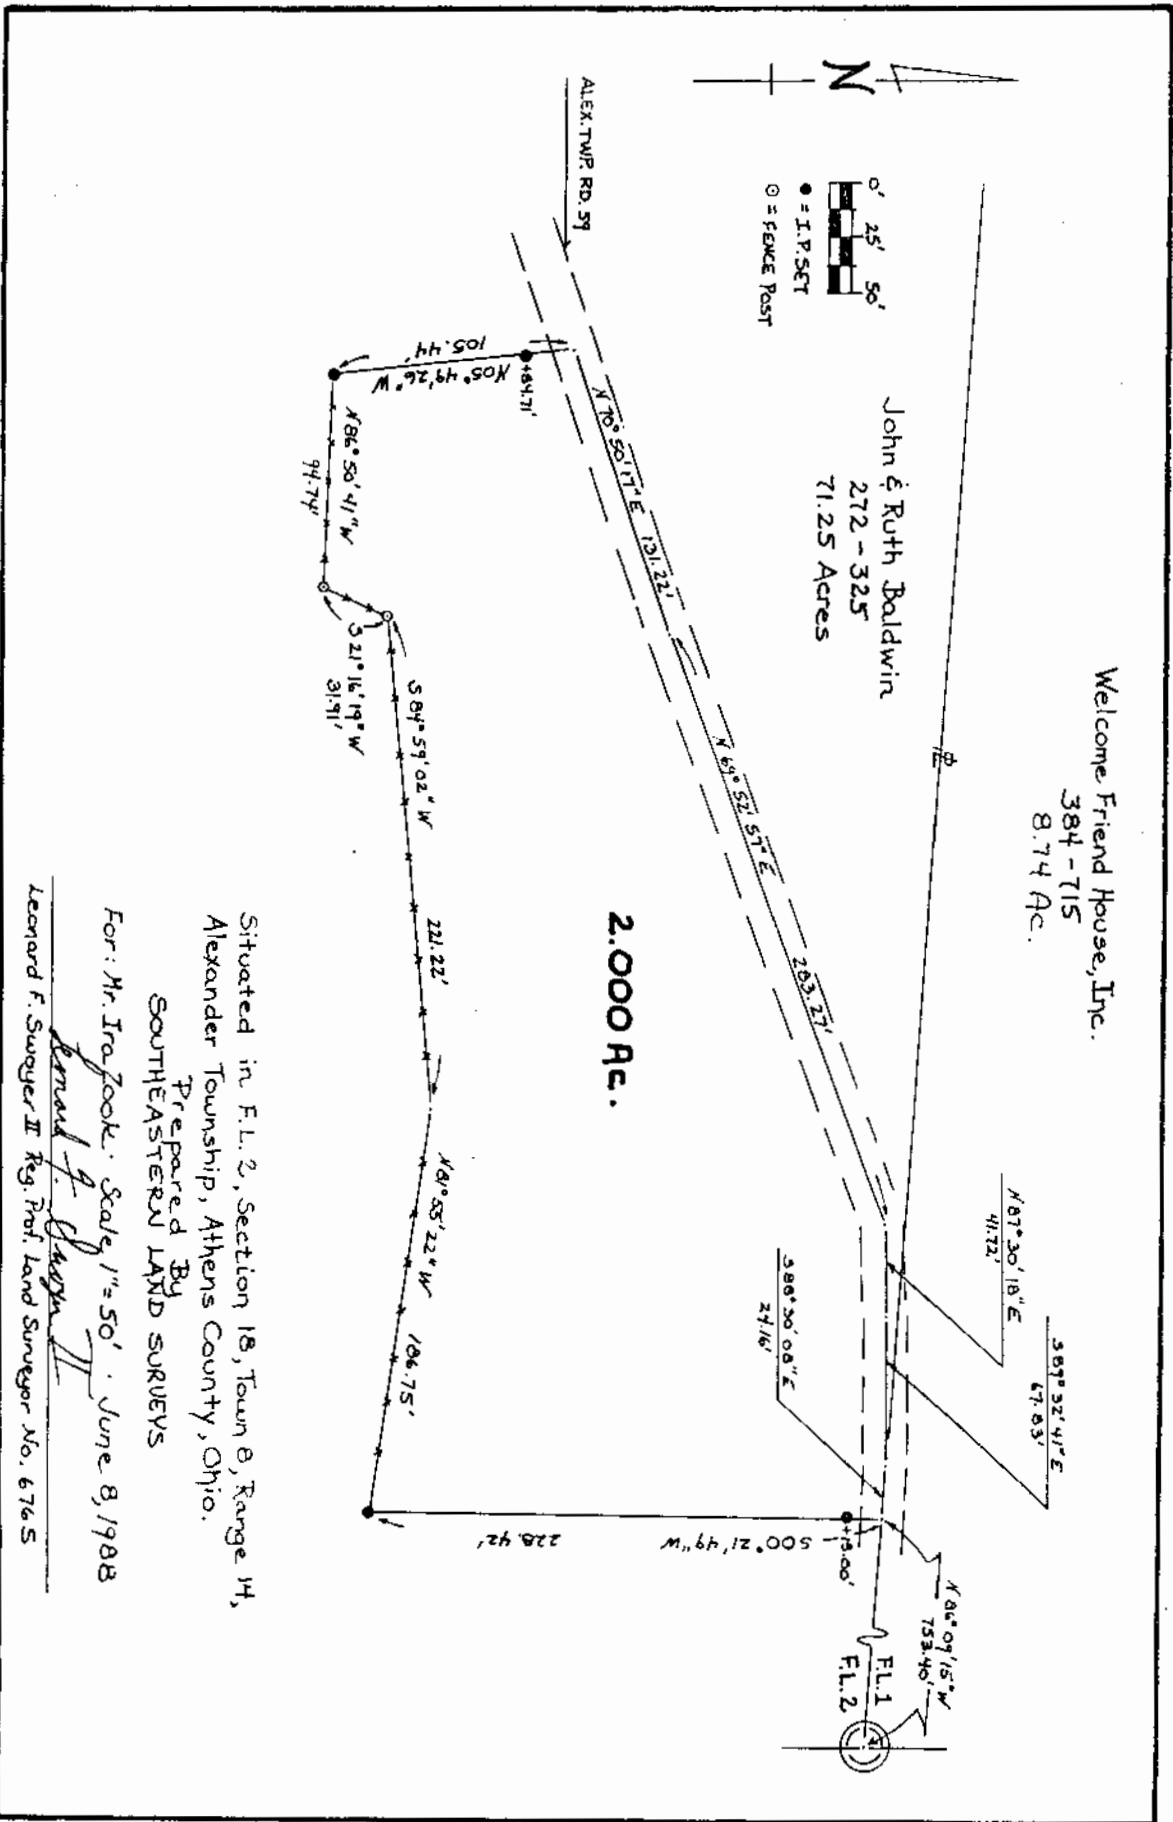 N
0' 25' 50'
● = I.P. SET
⊙ = FENCE POST
ALEX. TWP. RD. 59
Welcome Friend House, Inc.
384-715
8.74 Ac.
John & Ruth Baldwin
272-325
71.25 Acres
N 87° 30' 18" E
41.72'
S 89° 32' 41" E
67.83'
S 88° 30' 08" E
24.16'
N 86° 09' 15" W
753.40'
F.L. 1
F.L. 2
N 70° 50' 17" E 131.22'
N 69° 52' 57" E 283.27'
2.000 Ac.
+84.71'
N 05° 49' 26" W
105.44'
N 86° 50' 41" W
94.74'
S 21° 16' 19" W
31.91'
S 84° 59' 02" W 221.22'
N 81° 55' 22" W 186.75'
+15.00'
S 00° 21' 49" W
228.42'
Situated in F.L. 2, Section 18, Town 8, Range 14,
Alexander Township, Athens County, Ohio.
Prepared By
SOUTHEASTERN LAND SURVEYS
For: Mr. Ira Zook · Scale, 1" = 50' · June 8, 1988
Leonard F. Swoyer II Reg. Prof. Land Surveyor No. 6765